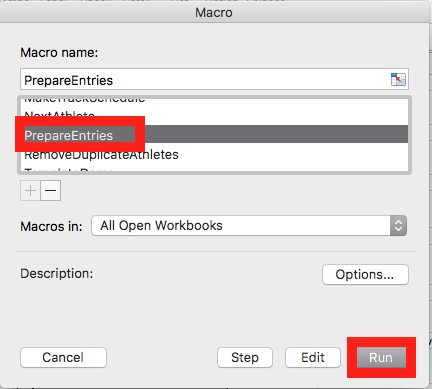 Macro
Macro name:
PrepareEntries
MakeTrackSchedule
NextAthlete
PrepareEntries
RemoveDuplicateAthletes
+ −
Macros in: All Open Workbooks
Description:
Options...
Cancel Step Edit Run